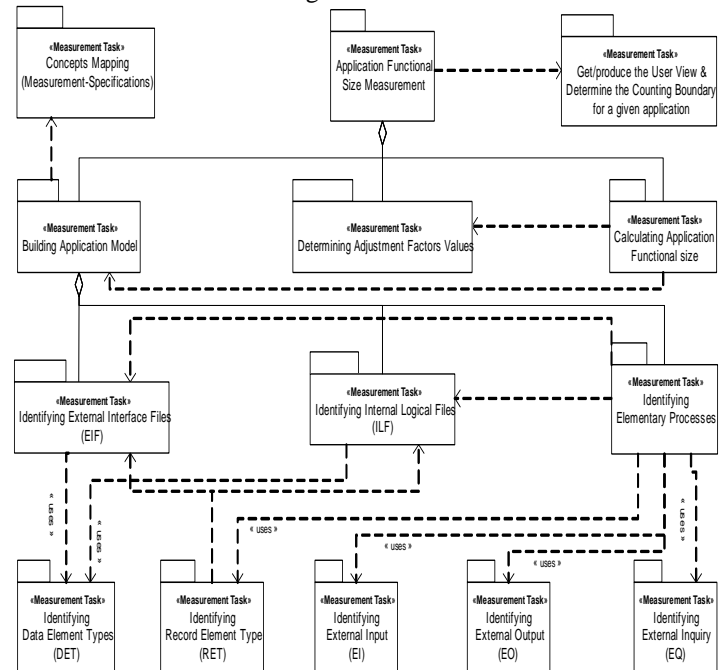 «Measurement Task»
Concepts Mapping
(Measurement-Specifications)
«Measurement Task»
Application Functional
Size Measurement
«Measurement Task»
Get/produce the User View &
Determine the Counting Boundary
for a given application
«Measurement Task»
Building Application Model
«Measurement Task»
Determining Adjustment Factors Values
«Measurement Task»
Calculating Application
Functional size
«Measurement Task»
Identifying External Interface Files
(EIF)
«Measurement Task»
Identifying Internal Logical Files
(ILF)
«Measurement Task»
Identifying
Elementary Processes
« uses »
« uses »
« uses »
« uses »
« uses »
« uses »
«Measurement Task»
Identifying
Data Element Types
(DET)
«Measurement Task»
Identifying
Record Element Type
(RET)
«Measurement Task»
Identifying
External Input
(EI)
«Measurement Task»
Identifying
External Output
(EO)
«Measurement Task»
Identifying
External Inquiry
(EQ)